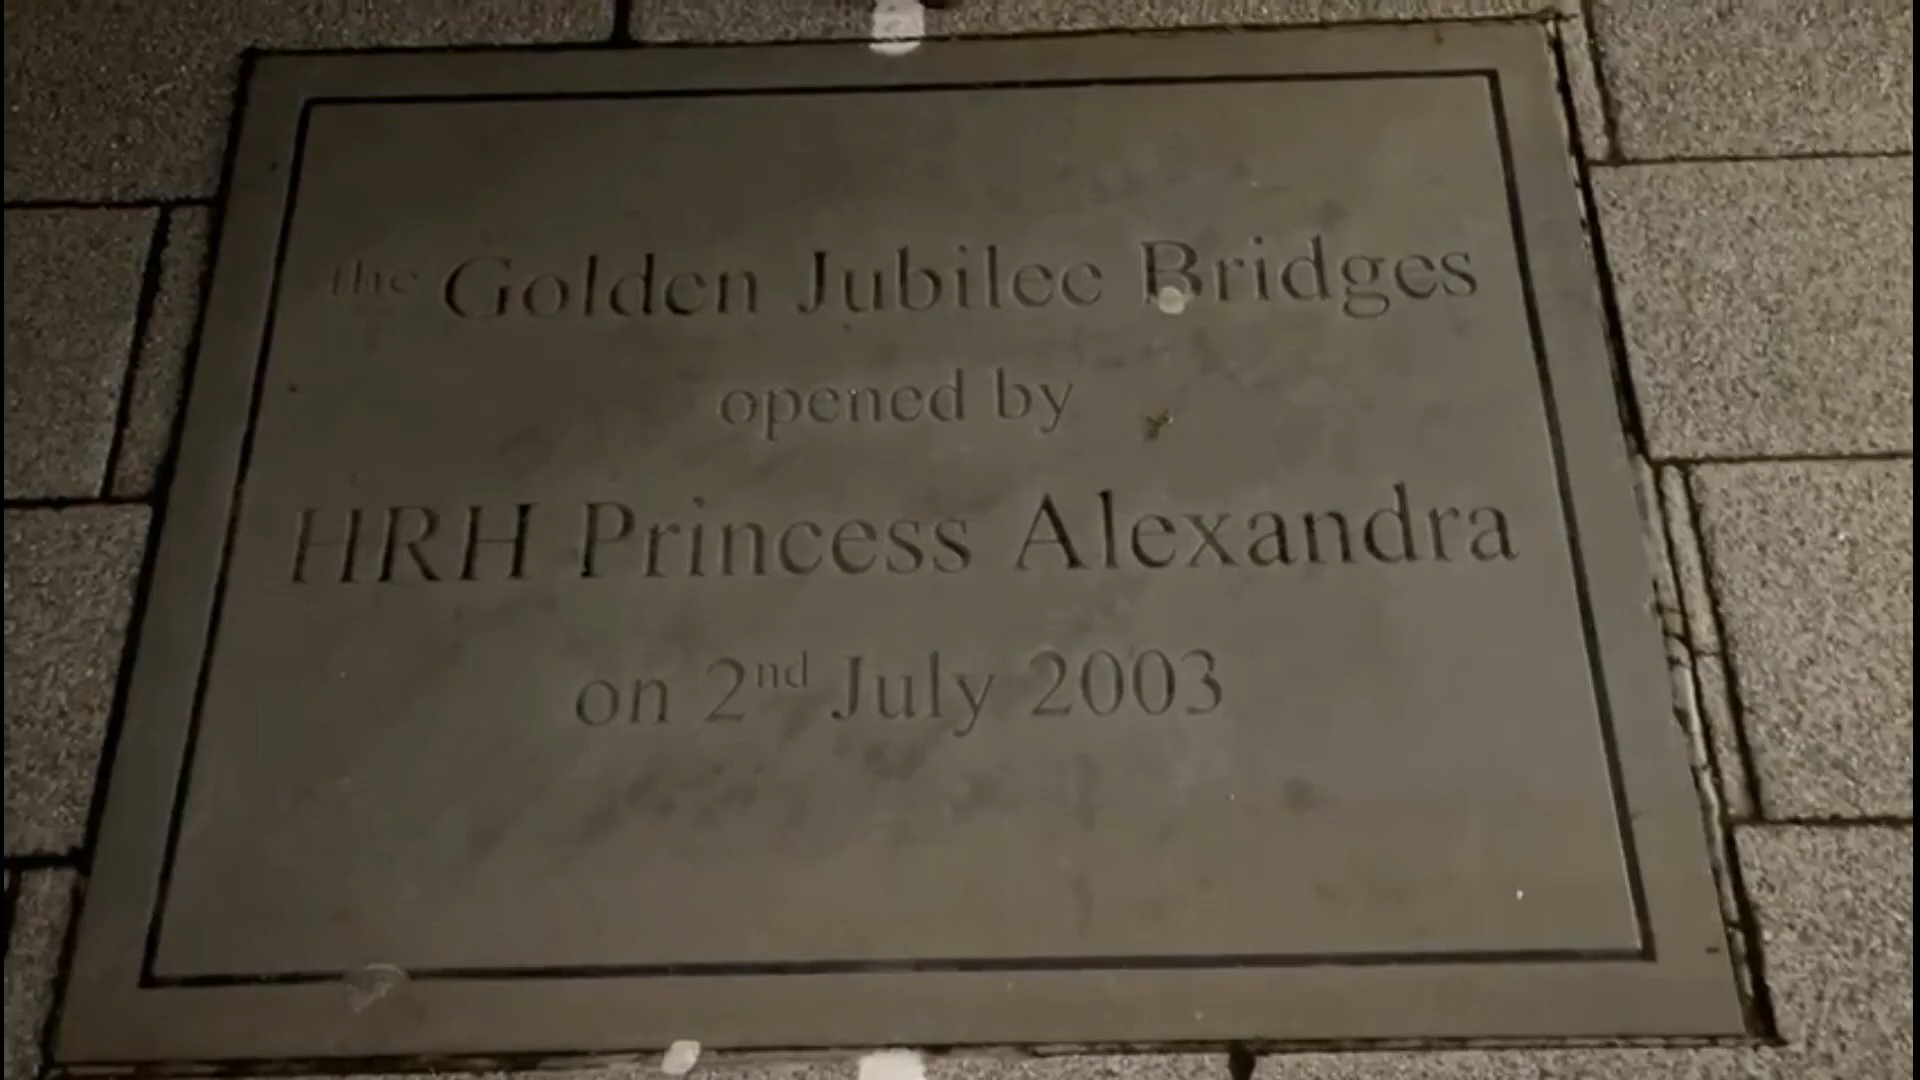 the Golden Jubilee Bridges
opened by
HRH Princess Alexandra
on 2nd July 2003